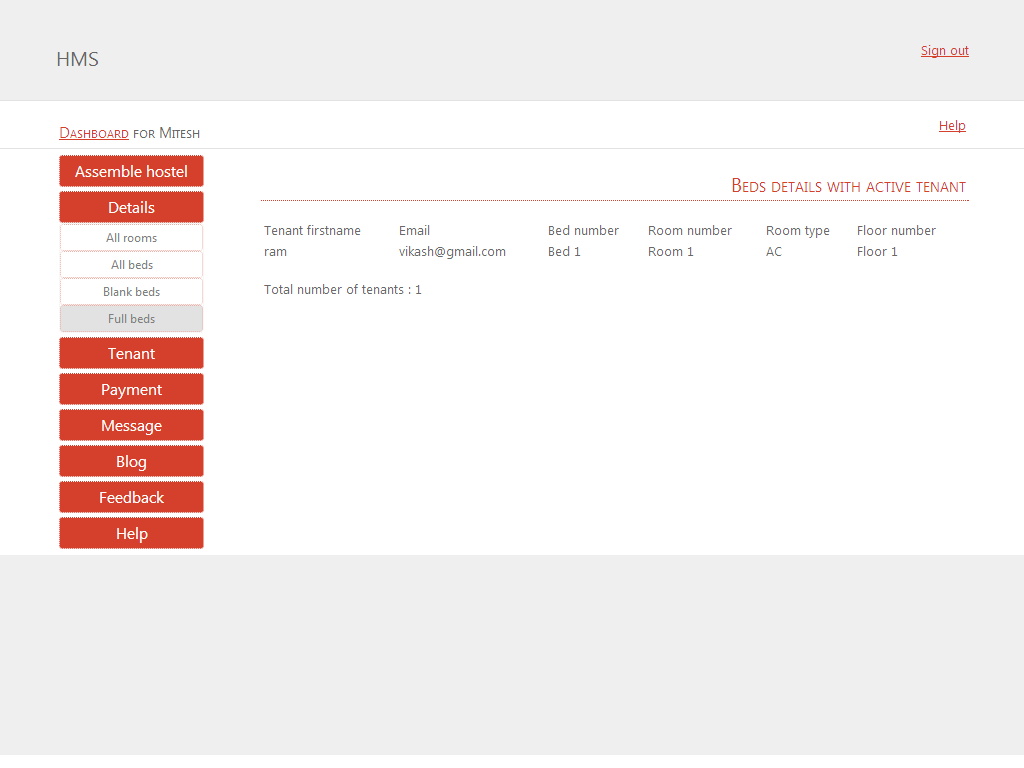 HMS
Sign out
Dashboard for Mitesh
Help
Assemble hostel
Details
All rooms
All beds
Blank beds
Full beds
Tenant
Payment
Message
Blog
Feedback
Help
Beds details with active tenant
Tenant firstname Email Bed number Room number Room type Floor number
ram vikash@gmail.com Bed 1 Room 1 AC Floor 1
Total number of tenants : 1